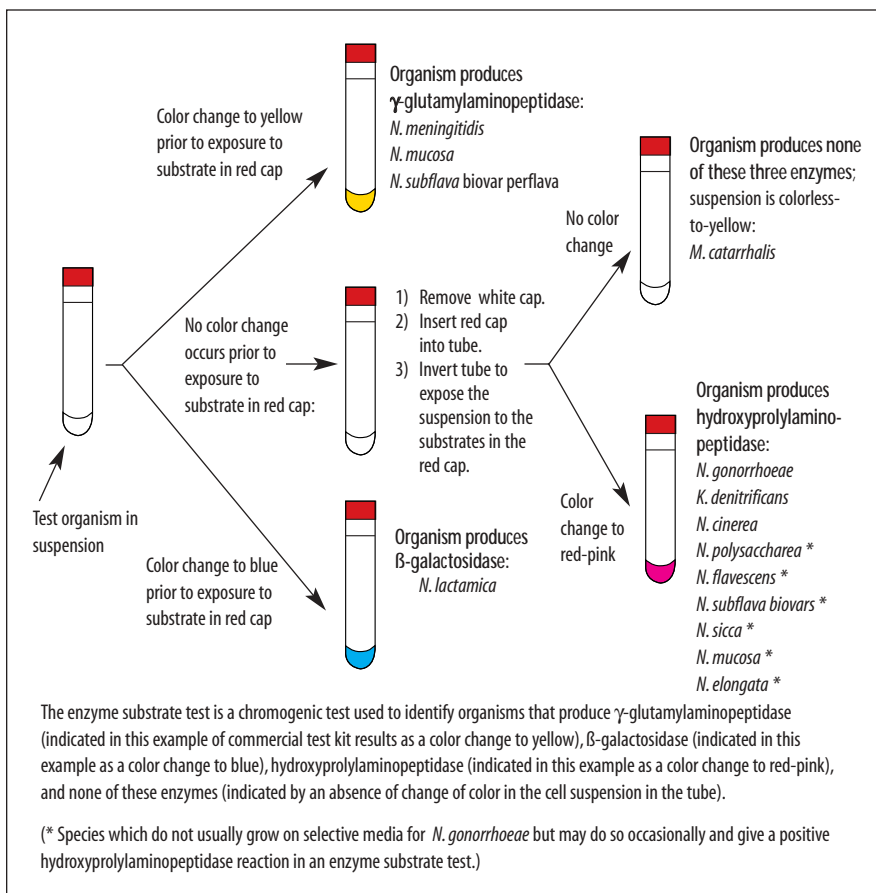 Color change to yellow
prior to exposure to
substrate in red cap
Organism produces
γ-glutamylaminopeptidase:
N. meningitidis
N. mucosa
N. subflava biovar perflava
Organism produces none
of these three enzymes;
suspension is colorless-
to-yellow:
M. catarrhalis
No color
change
No color change
occurs prior to
exposure to
substrate in red cap:
1) Remove white cap.
2) Insert red cap
into tube.
3) Invert tube to
expose the
suspension to the
substrates in the
red cap.
Organism produces
hydroxyprolylamino-
peptidase:
N. gonorrhoeae
K. denitrificans
N. cinerea
N. polysaccharea *
N. flavescens *
N. subflava biovars *
N. sicca *
N. mucosa *
N. elongata *
Color
change to
red-pink
Test organism in
suspension
Color change to blue
prior to exposure to
substrate in red cap
Organism produces
ß-galactosidase:
N. lactamica
The enzyme substrate test is a chromogenic test used to identify organisms that produce γ-glutamylaminopeptidase
(indicated in this example of commercial test kit results as a color change to yellow), ß-galactosidase (indicated in this
example as a color change to blue), hydroxyprolylaminopeptidase (indicated in this example as a color change to red-pink),
and none of these enzymes (indicated by an absence of change of color in the cell suspension in the tube).
(* Species which do not usually grow on selective media for N. gonorrhoeae but may do so occasionally and give a positive
hydroxyprolylaminopeptidase reaction in an enzyme substrate test.)